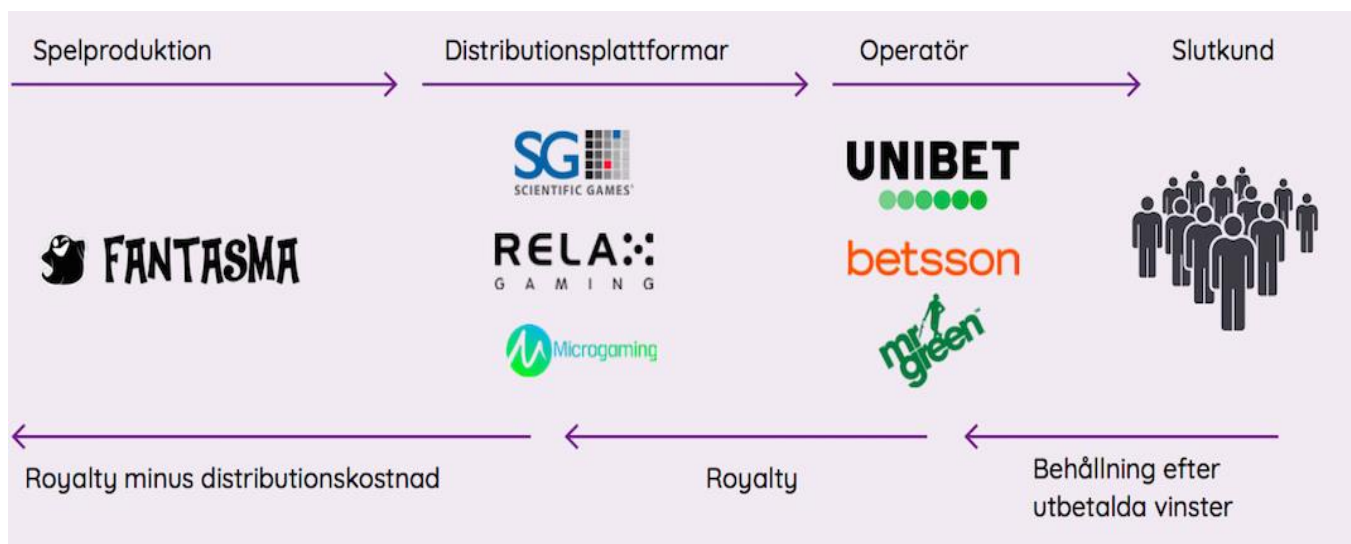 Spelproduktion
Distributionsplattformar
Operatör
Slutkund
SG
SCIENTIFIC GAMES
UNIBET
FANTASMA
RELAX
GAMING
betsson
Microgaming
mr green™
Royalty minus distributionskostnad
Royalty
Behållning efter
utbetalda vinster